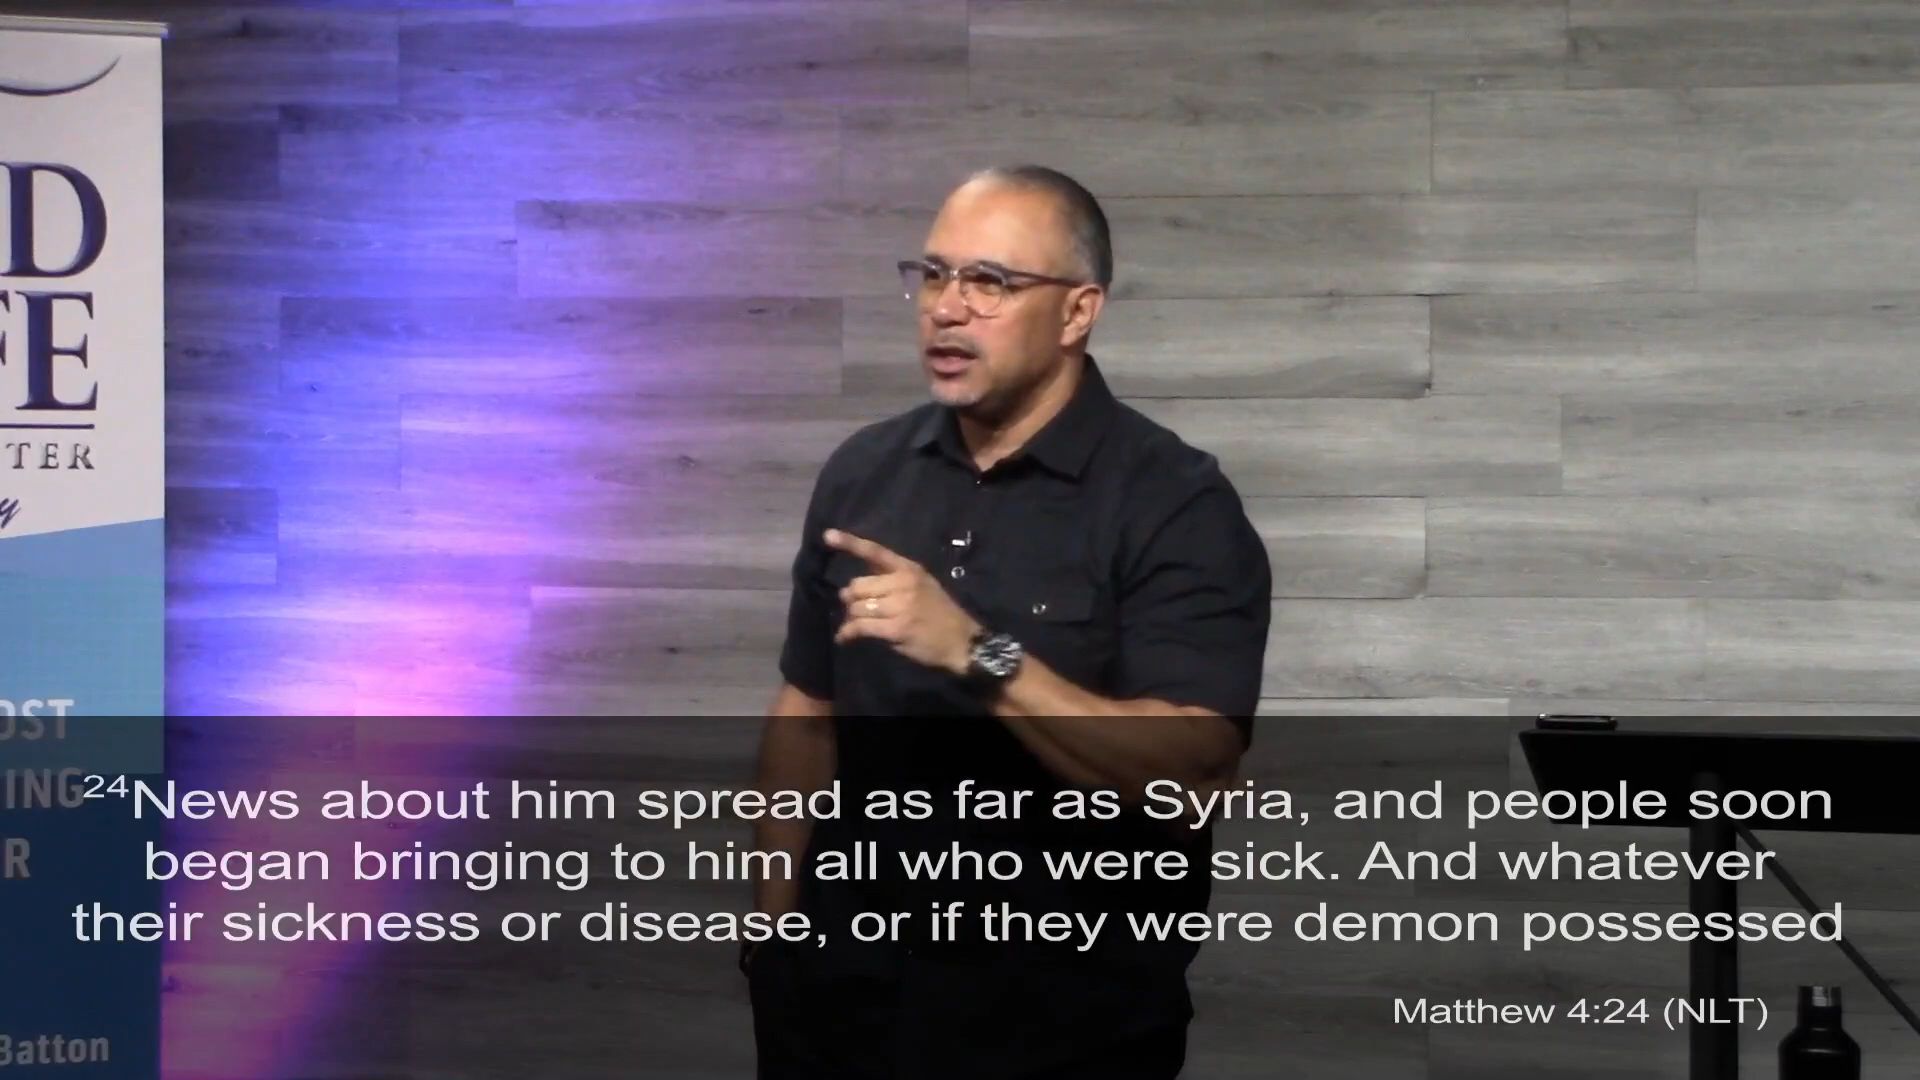 D
FE
TER
y
OST
ING
R
Batton
²⁴News about him spread as far as Syria, and people soon
began bringing to him all who were sick. And whatever
their sickness or disease, or if they were demon possessed
Matthew 4:24 (NLT)